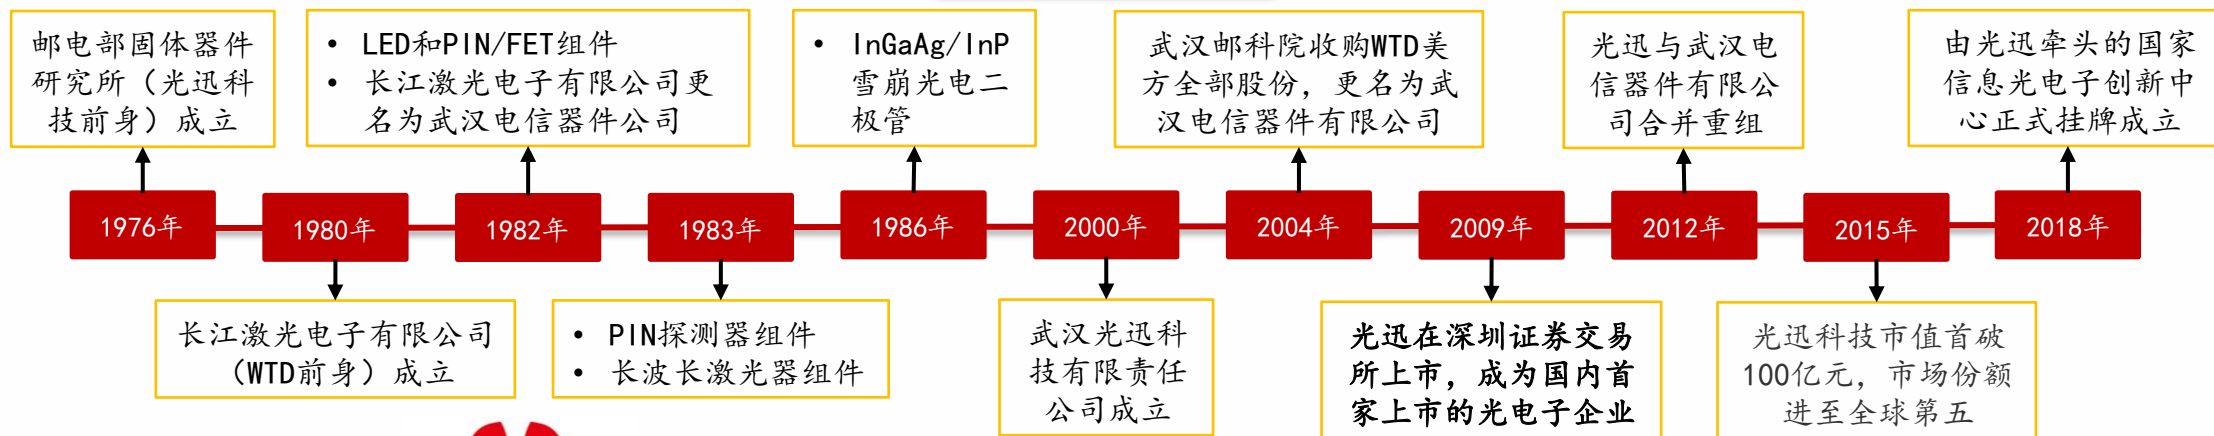 邮电部固体器件
研究所（光迅科
技前身）成立
• LED和PIN/FET组件
• 长江激光电子有限公司更
名为武汉电信器件公司
• InGaAg/InP
雪崩光电二
极管
武汉邮科院收购WTD美
方全部股份，更名为武
汉电信器件有限公司
光迅与武汉电
信器件有限公
司合并重组
由光迅牵头的国家
信息光电子创新中
心正式挂牌成立
1976年
1980年
1982年
1983年
1986年
2000年
2004年
2009年
2012年
2015年
2018年
长江激光电子有限公司
（WTD前身）成立
• PIN探测器组件
• 长波长激光器组件
武汉光迅科
技有限责任
公司成立
光迅在深圳证券交易
所上市，成为国内首
家上市的光电子企业
光迅科技市值首破
100亿元，市场份额
进至全球第五